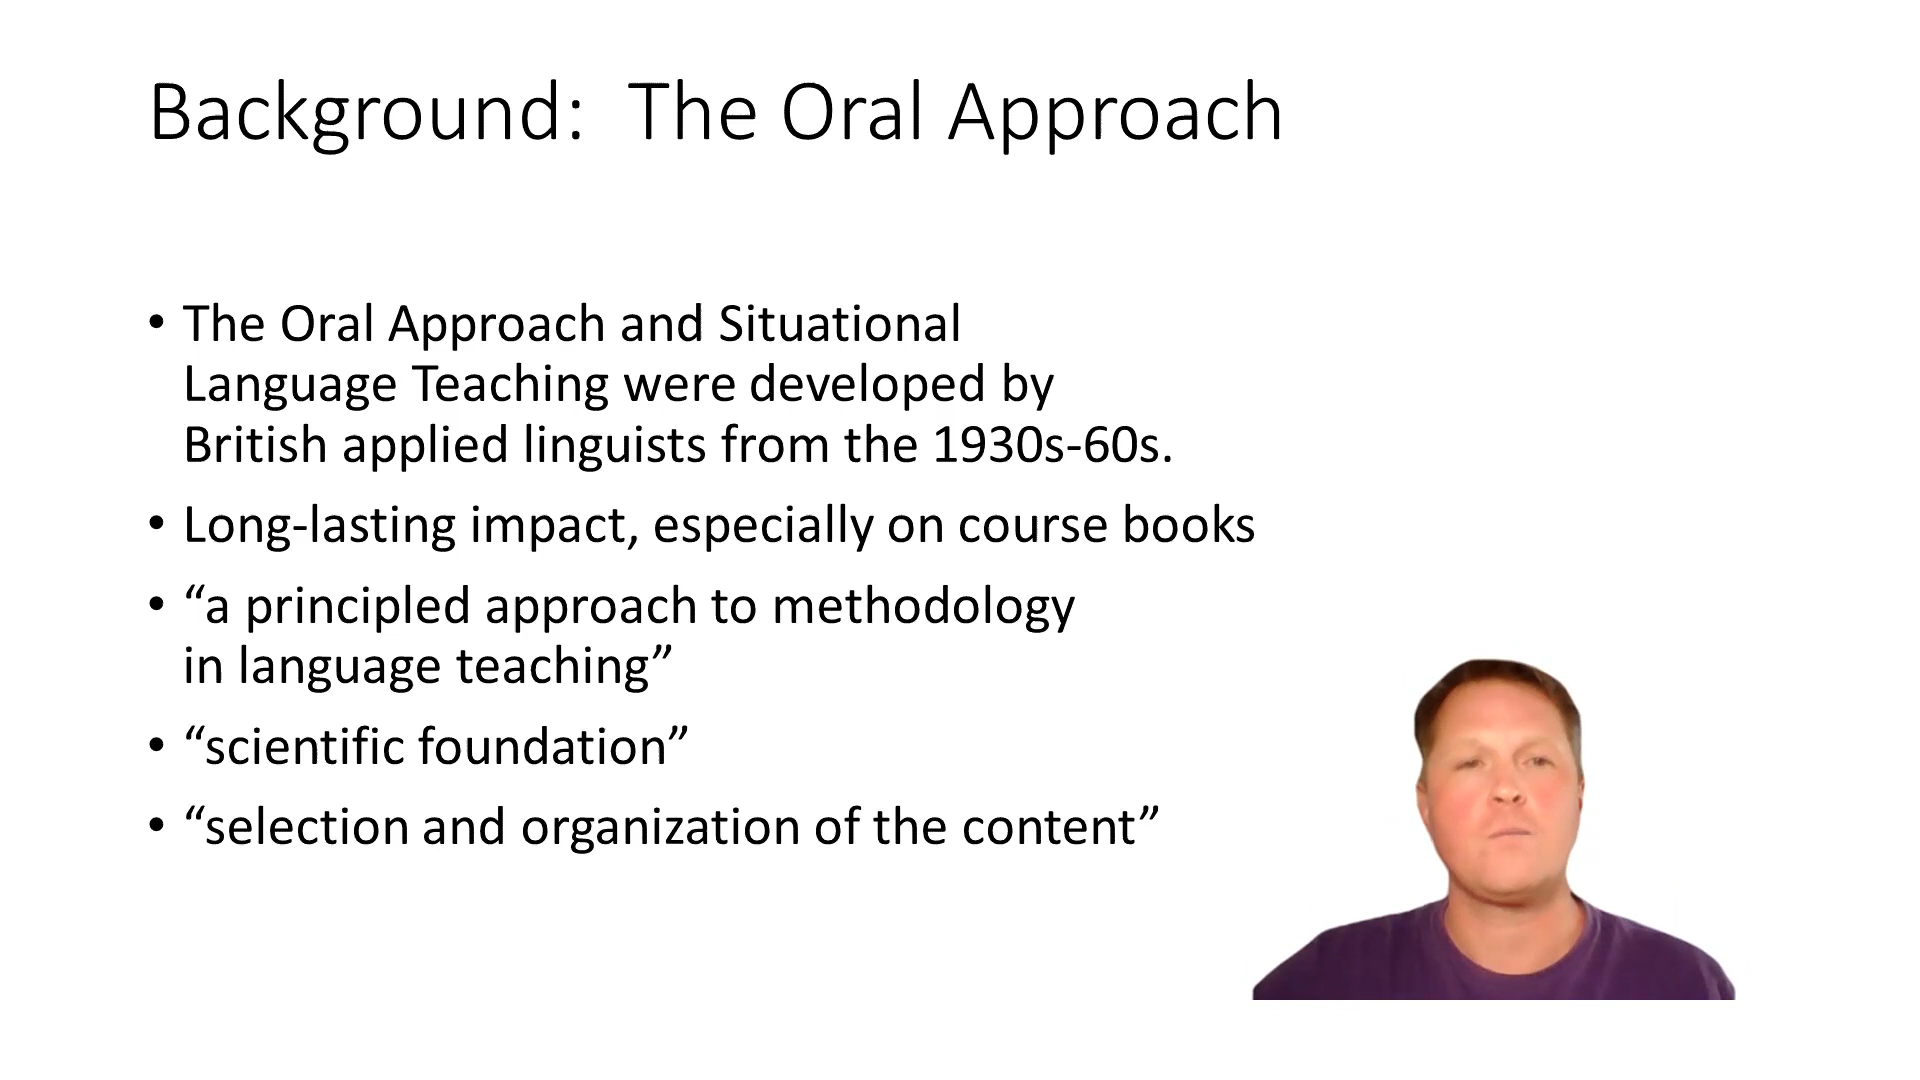 Background:  The Oral Approach
• The Oral Approach and Situational
Language Teaching were developed by
British applied linguists from the 1930s-60s.
• Long-lasting impact, especially on course books
• “a principled approach to methodology
in language teaching”
• “scientific foundation”
• “selection and organization of the content”